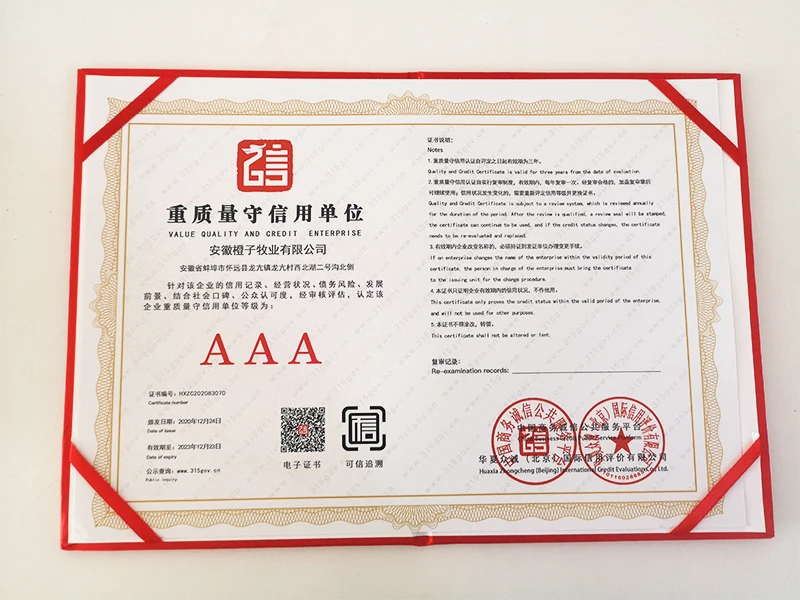 信
315
重质量守信用单位
VALUE QUALITY AND CREDIT ENTERPRISE
安徽橙子牧业有限公司
安徽省蚌埠市怀远县龙亢镇龙亢村西北湖二号沟北侧
针对该企业的信用记录、经营状况、债务风险、发展
前景、结合社会口碑、公众认可度，经审核评估，认定该
企业重质量守信用单位等级为：
AAA
证书编号：HXZC202083070
Certificate number
颁发日期：2020年12月24日
Date of issue
有效期至：2023年12月23日
Date of expiry
公示查询：www.315gov.cn
Public inquiry
电子证书
可信追溯
证书说明：
Notes
1.重质量守信用认证自评定之日起有效期为三年。
Quality and Credit Certificate is valid for three years from the date of evaluation.
2.重质量守信用认证自实行复审制度，有效期内，每年复审一次，经复审合格的，加盖复审章后
可继续使用；信用状况发生变化的，需要重新评定信用等级并更换证书。
Quality and Credit Certificate is subject to a review system, which is reviewed annually
for the duration of the period. After the review is qualified, a review seal will be stamped,
the certificate can continue to be used, and if the credit status changes, the certificate
needs to be re-evaluated and replaced.
3.有效期内企业改变名称的，必须持证到发证单位办理变更手续。
If an enterprise changes the name of the enterprise within the validity period of this
certificate, the person in charge of the enterprise must bring the certificate
to the issuing unit for the change procedure.
4.本证书只证明企业有效期内的信用状况，不作他用。
This certificate only proves the credit status within the valid period of the enterprise,
and will not be used for other purposes.
5.本证书不得涂改，转借。
This certificate shall not be altered or lent.
复审记录：
Re-examination records:
中国商务诚信公共服务平台
华夏众诚（北京）国际信用评价有限公司
Huaxia Zhongcheng (Beijing) International Credit Evaluation Co., Ltd.